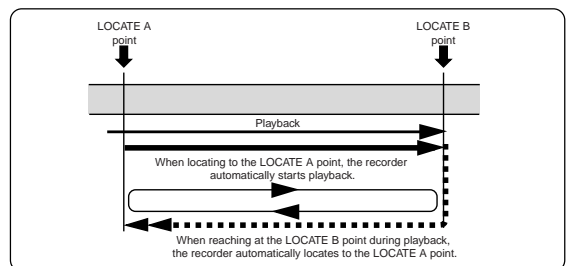 LOCATE A
point
LOCATE B
point
Playback
When locating to the LOCATE A point, the recorder
automatically starts playback.
When reaching at the LOCATE B point during playback,
the recorder automatically locates to the LOCATE A point.